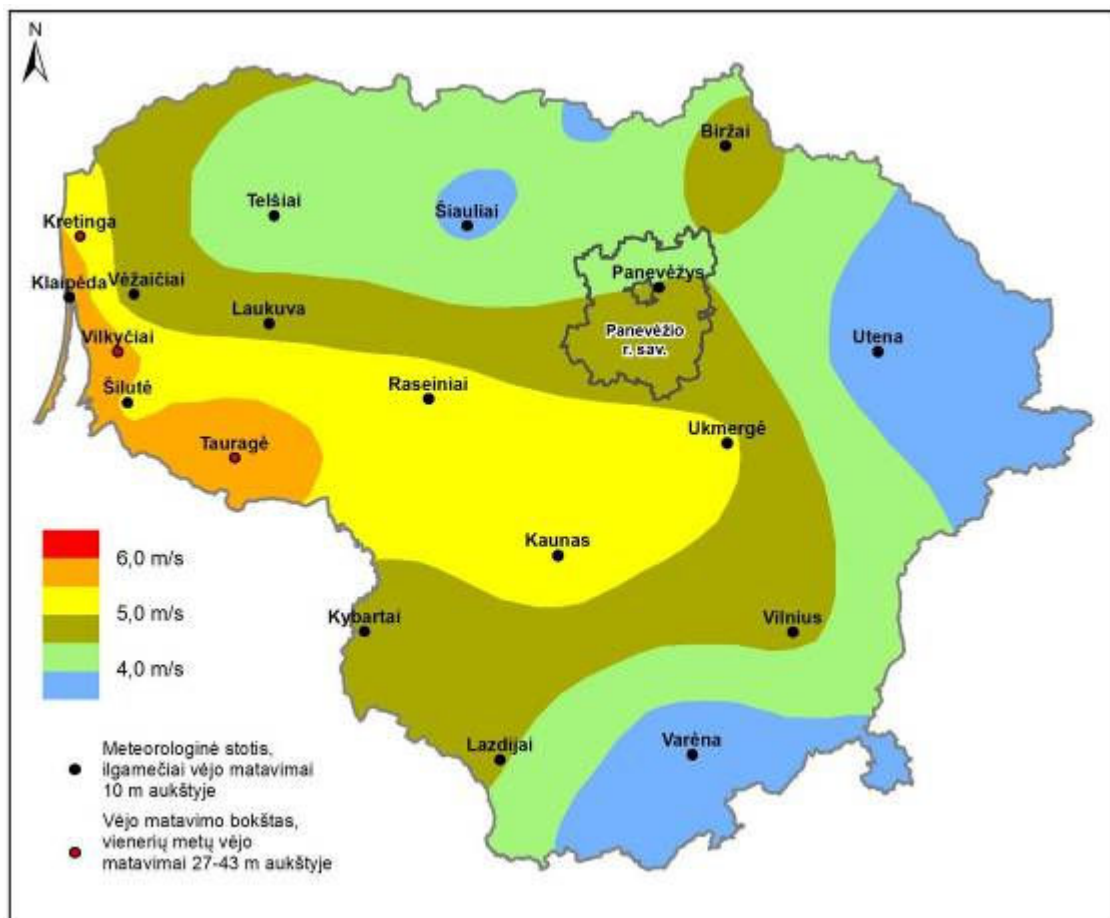 N
Biržai
Telšiai
Šiauliai
Kretinga
Panevėžys
Klaipėda
Vėžaičiai
Laukuva
Vilkyčiai
Panevėžio
r. sav.
Utena
Šilutė
Raseiniai
Tauragė
Ukmergė
Kaunas
Kybartai
Vilnius
Lazdijai
Varėna
6,0 m/s
5,0 m/s
4,0 m/s
Meteorologinė stotis,
ilgamečiai vėjo matavimai
10 m aukštyje
Vėjo matavimo bokštas,
vienerių metų vėjo
matavimai 27-43 m aukštyje